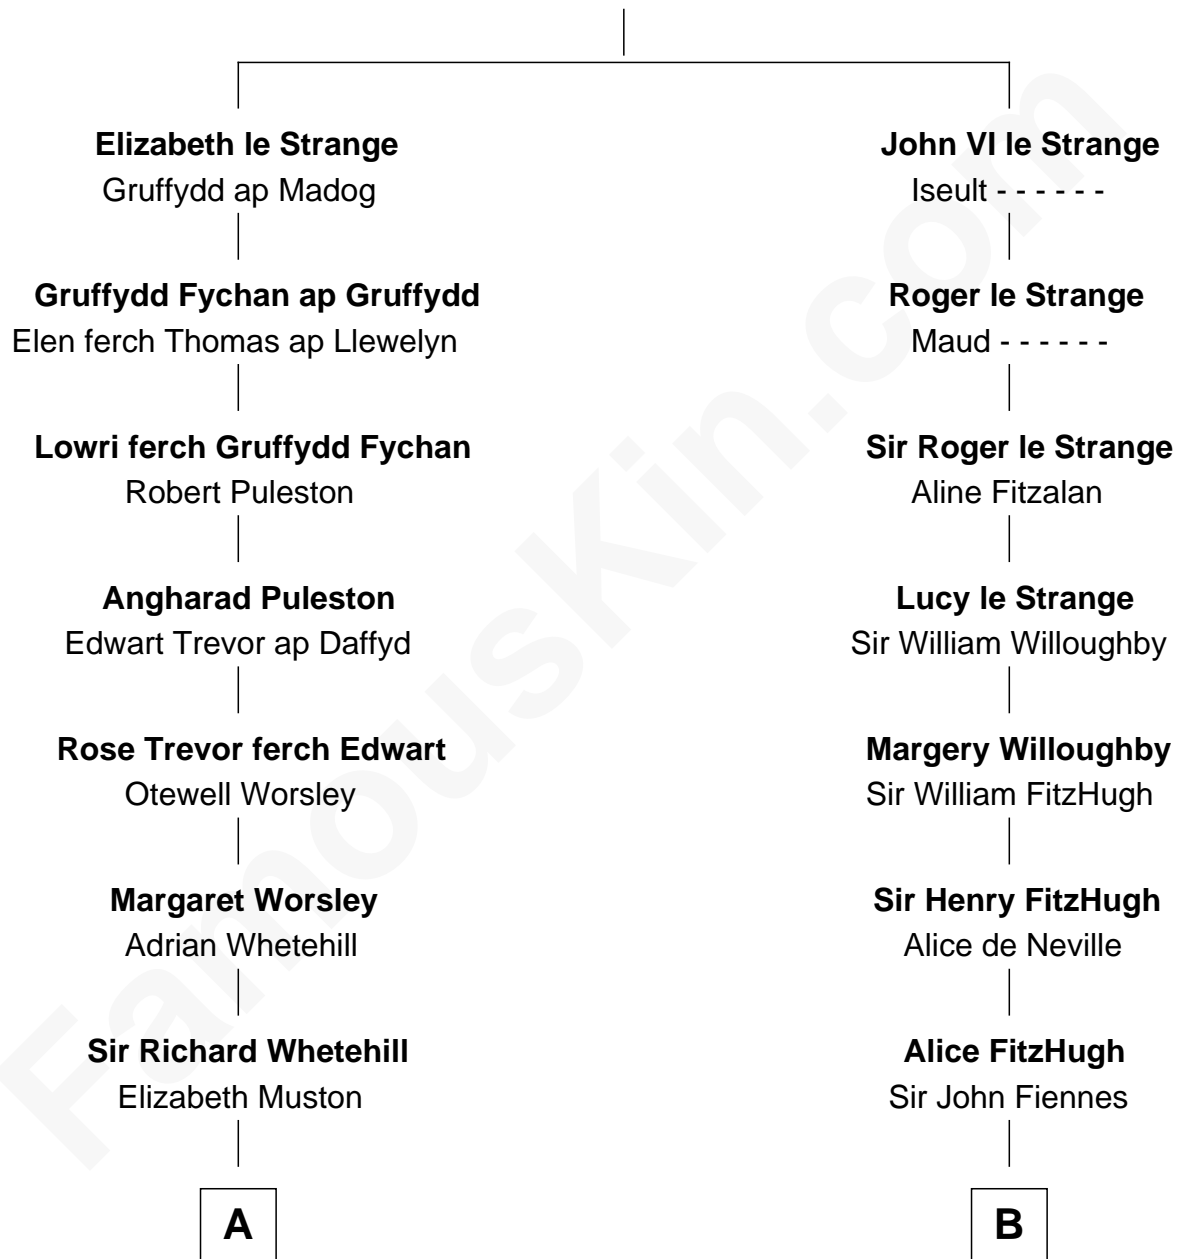 Elizabeth le Strange
Gruffydd ap Madog
Gruffydd Fychan ap Gruffydd
Elen ferch Thomas ap Llewelyn
Lowri ferch Gruffydd Fychan
Robert Puleston
Angharad Puleston
Edwart Trevor ap Daffyd
Rose Trevor ferch Edwart
Otewell Worsley
Margaret Worsley
Adrian Whetehill
Sir Richard Whetehill
Elizabeth Muston
A
John VI le Strange
Iseult - - - - - -
Roger le Strange
Maud - - - - - -
Sir Roger le Strange
Aline Fitzalan
Lucy le Strange
Sir William Willoughby
Margery Willoughby
Sir William FitzHugh
Sir Henry FitzHugh
Alice de Neville
Alice FitzHugh
Sir John Fiennes
B
FamousKin.com